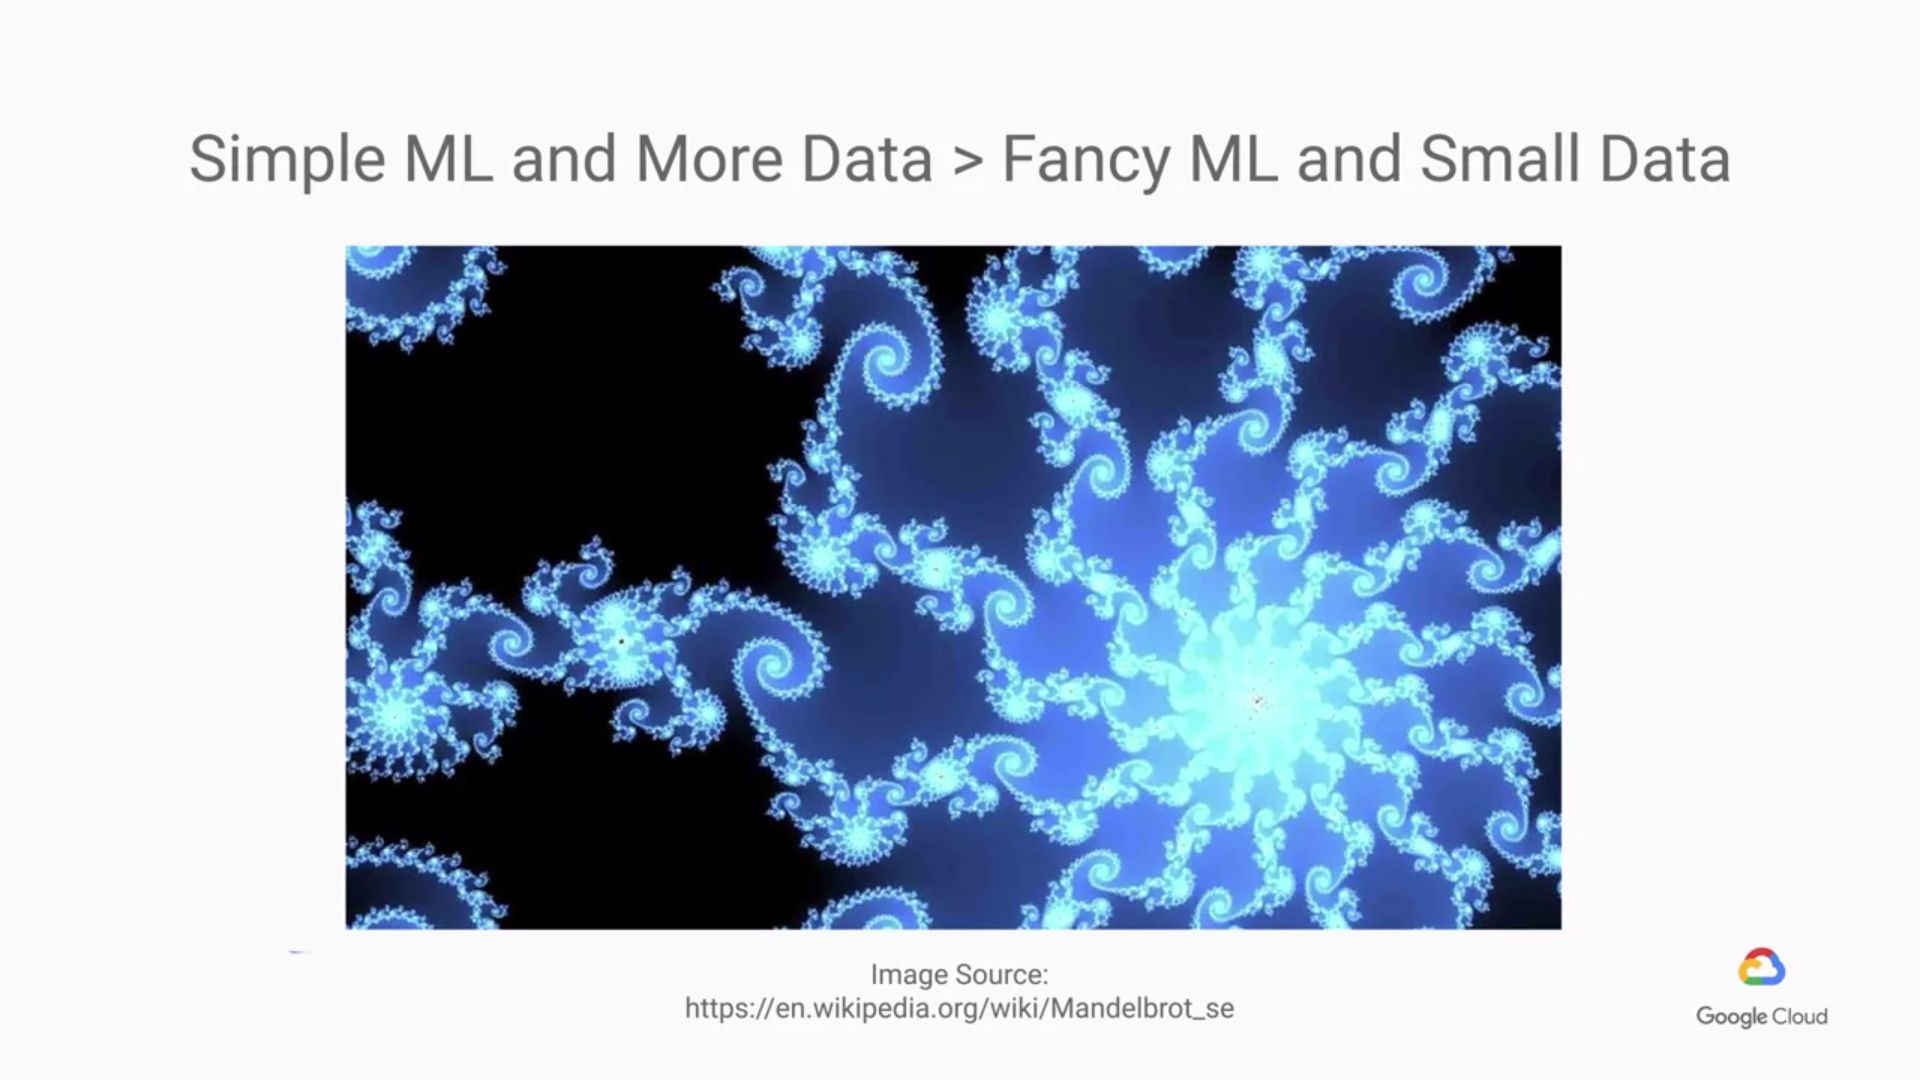 Simple ML and More Data > Fancy ML and Small Data
Image Source:
https://en.wikipedia.org/wiki/Mandelbrot_se
Google Cloud